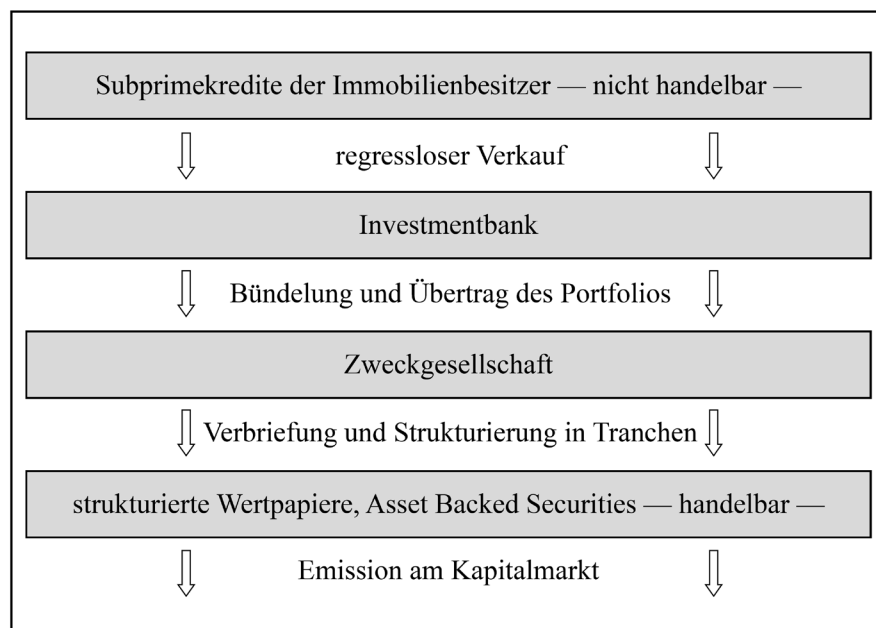 Subprimekredite der Immobilienbesitzer — nicht handelbar —
regressloser Verkauf
Investmentbank
Bündelung und Übertrag des Portfolios
Zweckgesellschaft
Verbriefung und Strukturierung in Tranchen
strukturierte Wertpapiere, Asset Backed Securities — handelbar —
Emission am Kapitalmarkt